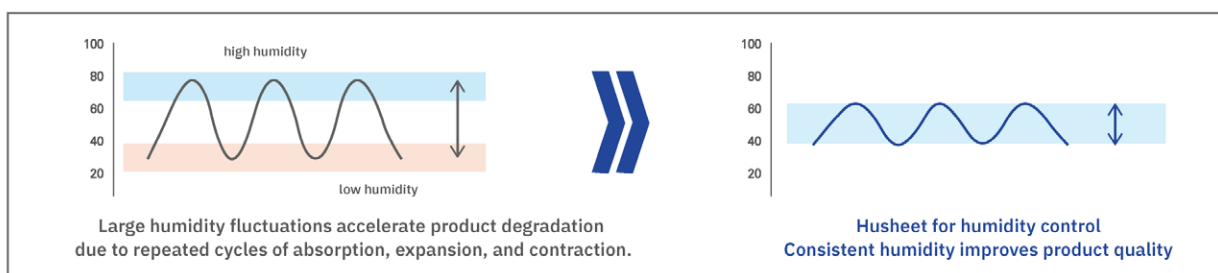 100
80
60
40
20
high humidity
low humidity
Large humidity fluctuations accelerate product degradation
due to repeated cycles of absorption, expansion, and contraction.
100
80
60
40
20
Husheet for humidity control
Consistent humidity improves product quality